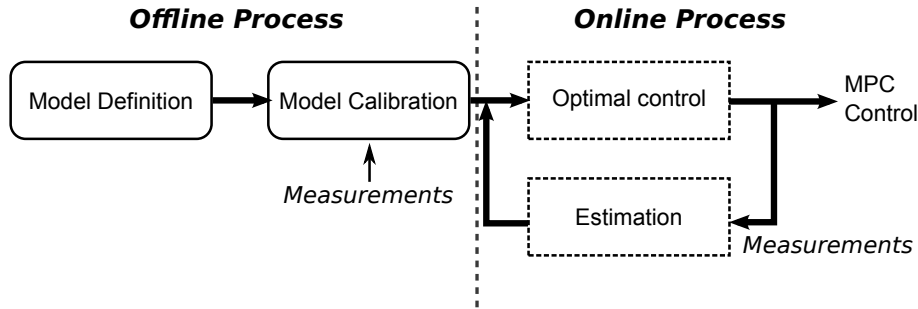 Offline Process
Online Process
Model Definition
Model Calibration
Optimal control
MPC
Control
Measurements
Estimation
Measurements